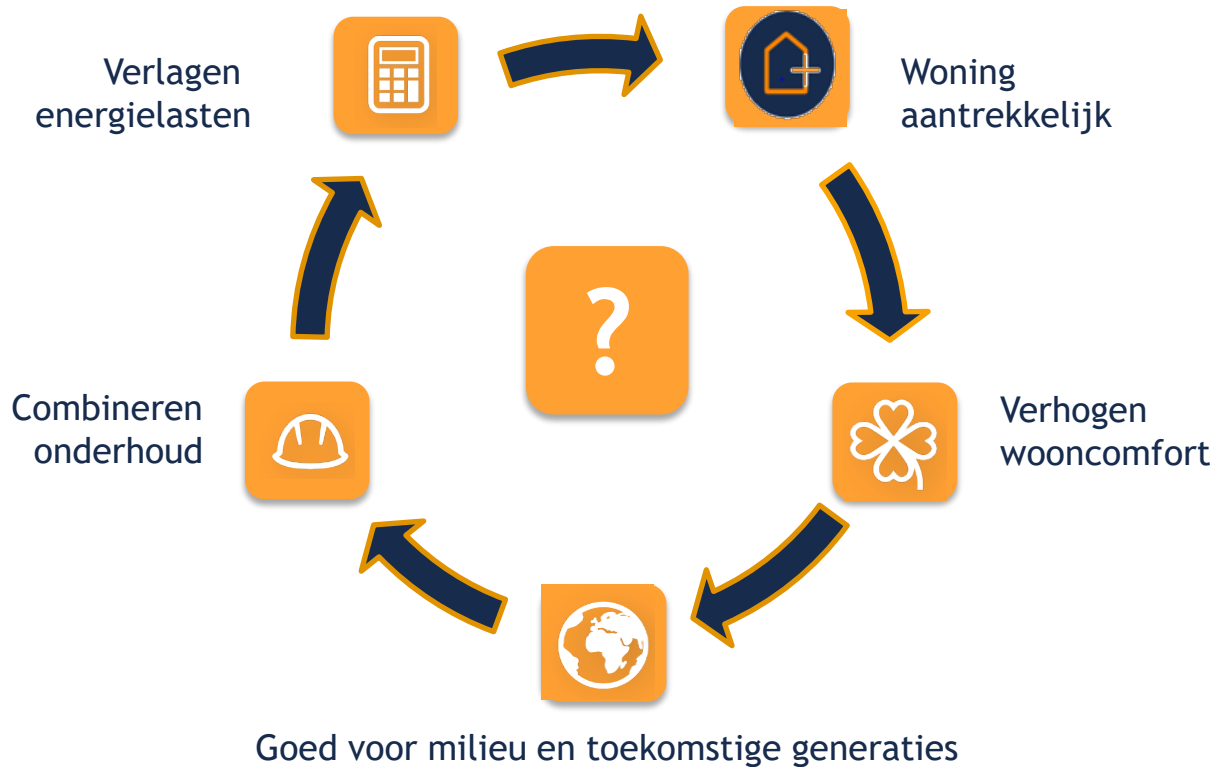 Verlagen
energielasten
Woning
aantrekkelijk
?
Combineren
onderhoud
Verhogen
wooncomfort
Goed voor milieu en toekomstige generaties